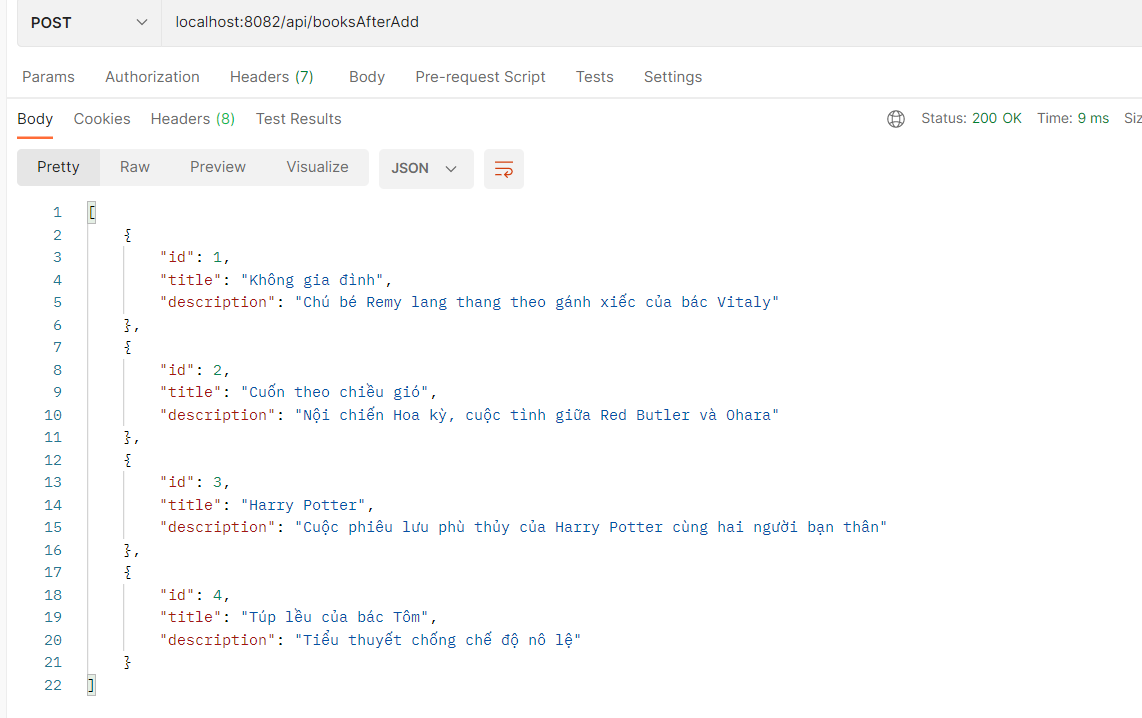 POST localhost:8082/api/booksAfterAdd
Params Authorization Headers (7) Body Pre-request Script Tests Settings
Body Cookies Headers (8) Test Results Status: 200 OK Time: 9 ms Siz
Pretty Raw Preview Visualize JSON
1 [
2 {
3 "id": 1,
4 "title": "Không gia đình",
5 "description": "Chú bé Remy lang thang theo gánh xiếc của bác Vitaly"
6 },
7 {
8 "id": 2,
9 "title": "Cuốn theo chiều gió",
10 "description": "Nội chiến Hoa kỳ, cuộc tình giữa Red Butler và Ohara"
11 },
12 {
13 "id": 3,
14 "title": "Harry Potter",
15 "description": "Cuộc phiêu lưu phù thủy của Harry Potter cùng hai người bạn thân"
16 },
17 {
18 "id": 4,
19 "title": "Túp lều của bác Tôm",
20 "description": "Tiểu thuyết chống chế độ nô lệ"
21 }
22 ]